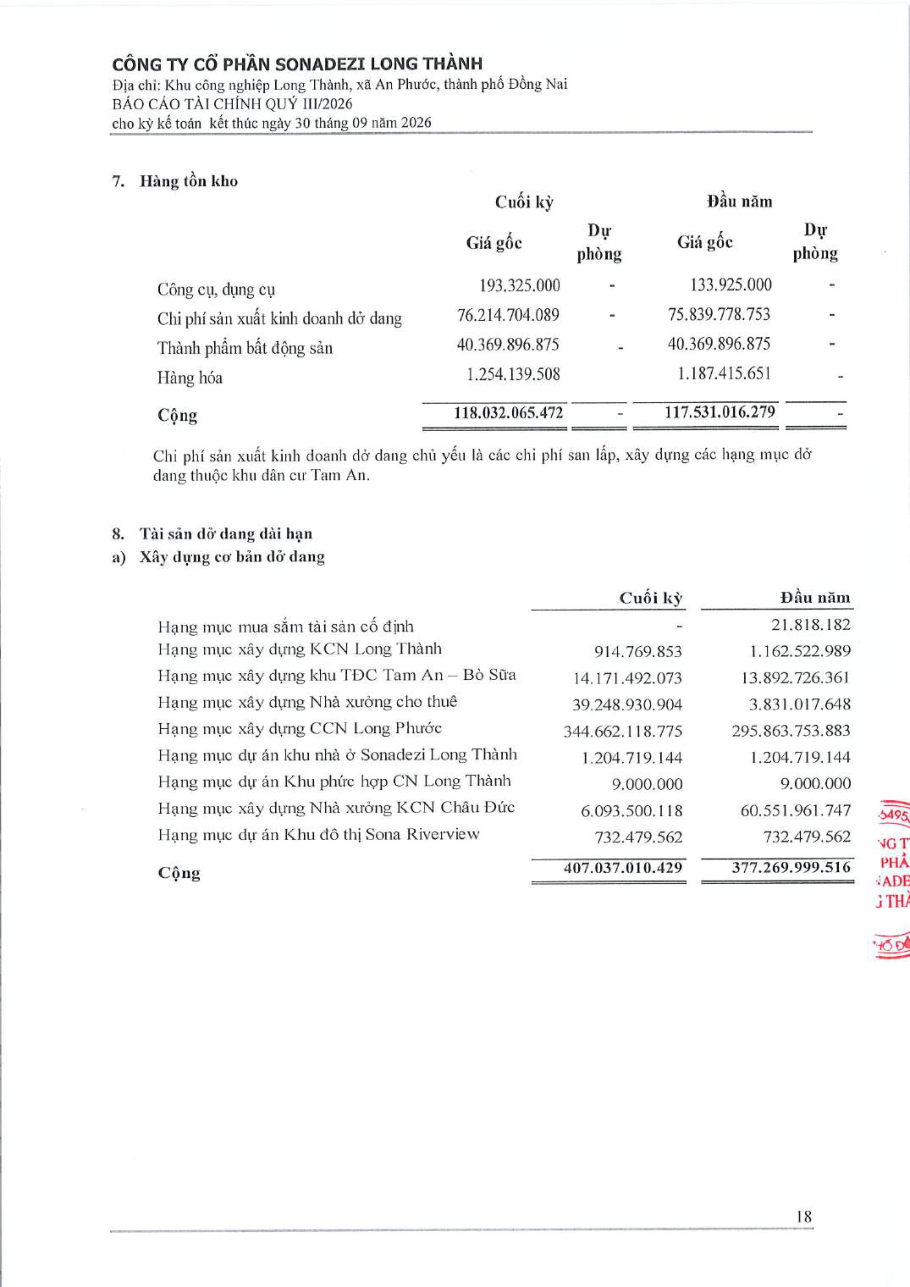 CÔNG TY CỔ PHẦN SONADEZI LONG THÀNH
Địa chỉ: Khu công nghiệp Long Thành, xã An Phước, thành phố Đồng Nai
BÁO CÁO TÀI CHÍNH QUÝ III/2026
cho kỳ kế toán kết thúc ngày 30 tháng 09 năm 2026
7. Hàng tồn kho
Cuối kỳ Đầu năm
Giá gốc Dự phòng Giá gốc Dự phòng
Công cụ, dụng cụ 193.325.000 - 133.925.000 -
Chi phí sản xuất kinh doanh dở dang 76.214.704.089 - 75.839.778.753 -
Thành phẩm bất động sản 40.369.896.875 - 40.369.896.875 -
Hàng hóa 1.254.139.508 1.187.415.651 -
Cộng 118.032.065.472 - 117.531.016.279 -
Chi phí sản xuất kinh doanh dở dang chủ yếu là các chi phí san lấp, xây dựng các hạng mục dở
dang thuộc khu dân cư Tam An.
8. Tài sản dở dang dài hạn
a) Xây dựng cơ bản dở dang
Cuối kỳ Đầu năm
Hạng mục mua sắm tài sản cố định - 21.818.182
Hạng mục xây dựng KCN Long Thành 914.769.853 1.162.522.989
Hạng mục xây dựng khu TĐC Tam An – Bò Sữa 14.171.492.073 13.892.726.361
Hạng mục xây dựng Nhà xưởng cho thuê 39.248.930.904 3.831.017.648
Hạng mục xây dựng CCN Long Phước 344.662.118.775 295.863.753.883
Hạng mục dự án khu nhà ở Sonadezi Long Thành 1.204.719.144 1.204.719.144
Hạng mục dự án Khu phức hợp CN Long Thành 9.000.000 9.000.000
Hạng mục xây dựng Nhà xưởng KCN Châu Đức 6.093.500.118 60.551.961.747
Hạng mục dự án Khu đô thị Sona Riverview 732.479.562 732.479.562
Cộng 407.037.010.429 377.269.999.516
18